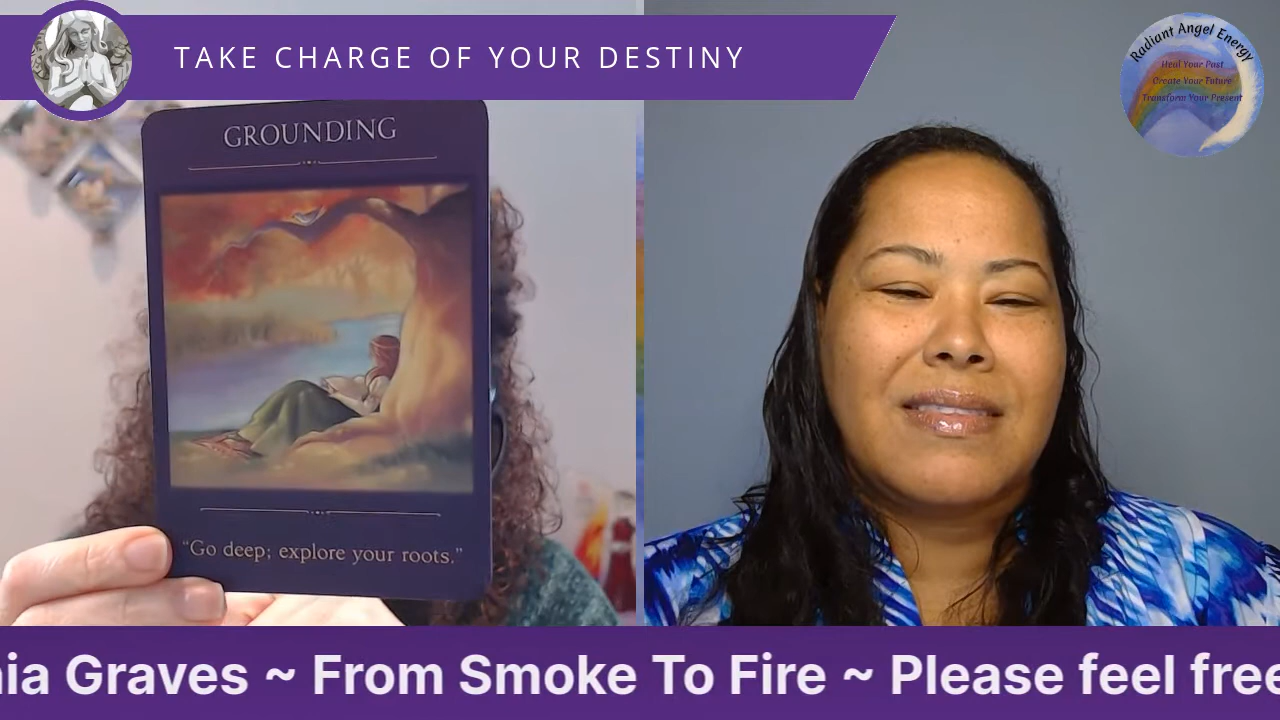 TAKE CHARGE OF YOUR DESTINY
Radiant Angel Energy
Heal Your Past
Create Your Future
Transform Your Present
GROUNDING
"Go deep; explore your roots."
nia Graves ~ From Smoke To Fire ~ Please feel free